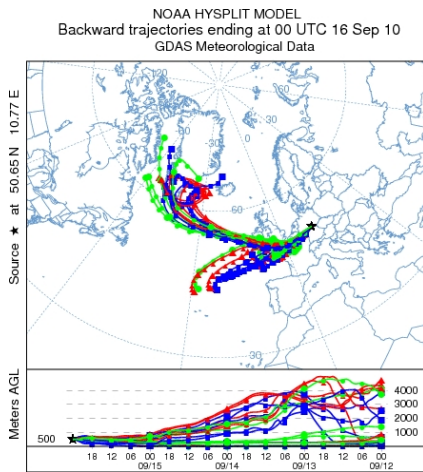 NOAA HYSPLIT MODEL
Backward trajectories ending at 00 UTC 16 Sep 10
GDAS Meteorological Data
Source ★ at 50.65 N 10.77 E
-30
-30
60
-30
Meters AGL
500
4000
3000
2000
1000
18 12 06 00 18 12 06 00 18 12 06 00 18 12 06 00
09/15 09/14 09/13 09/12